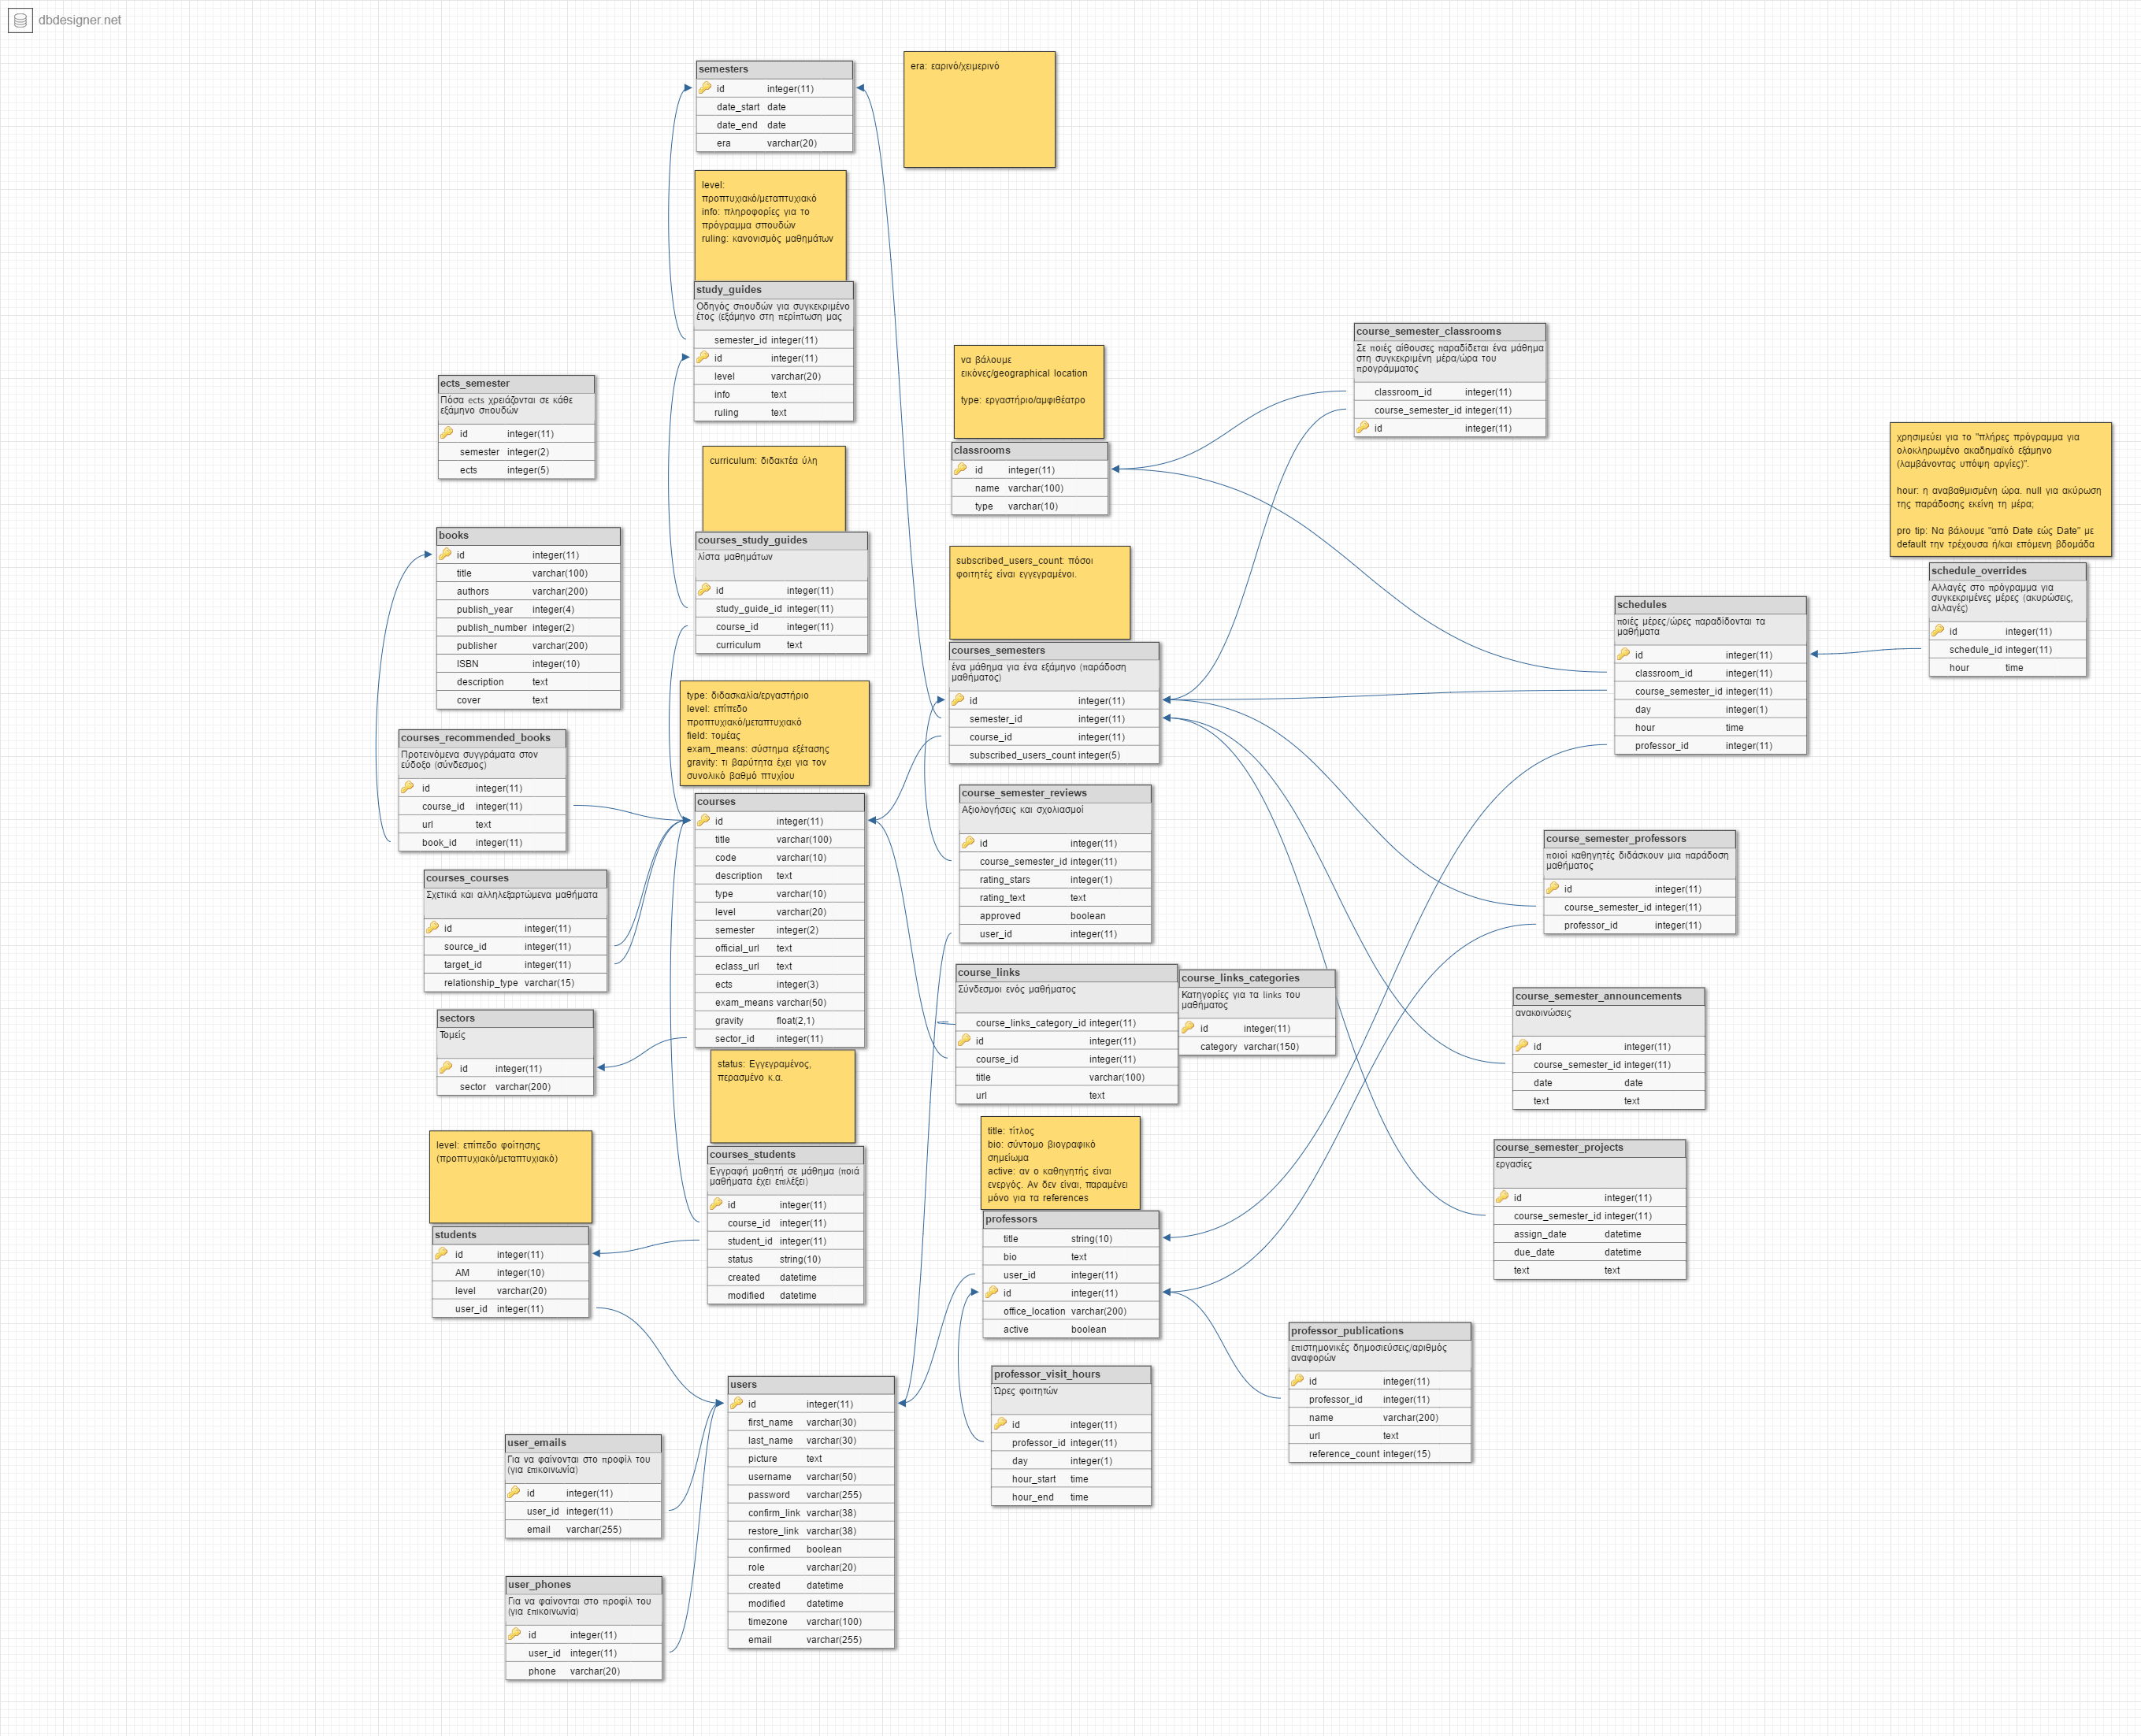 dbdesigner.net
semesters
id integer(11)
date_start date
date_end date
era varchar(20)
era: εαρινό/χειμερινό
level:
προπτυχιακό/μεταπτυχιακό
info: πληροφορίες για το
πρόγραμμα σπουδών
ruling: κανονισμός μαθημάτων
study_guides
Οδηγός σπουδών για συγκεκριμένο
έτος (εξάμηνο στη περίπτωση μας
semester_id integer(11)
id integer(11)
level varchar(20)
info text
ruling text
ects_semester
Πόσα ects χρειάζονται σε κάθε
εξάμηνο σπουδών
id integer(11)
semester integer(2)
ects integer(5)
curriculum: διδακτέα ύλη
courses_study_guides
λίστα μαθημάτων
id integer(11)
study_guide_id integer(11)
course_id integer(11)
curriculum text
books
id integer(11)
title varchar(100)
authors varchar(200)
publish_year integer(4)
publish_number integer(2)
publisher varchar(200)
ISBN integer(10)
description text
cover text
courses_recommended_books
Προτεινόμενα συγγράματα στον
εύδοξο (σύνδεσμος)
id integer(11)
course_id integer(11)
url text
book_id integer(11)
courses_courses
Σχετικά και αλληλεξαρτώμενα μαθήματα
id integer(11)
source_id integer(11)
target_id integer(11)
relationship_type varchar(15)
sectors
Τομείς
id integer(11)
sector varchar(200)
level: επίπεδο φοίτησης
(προπτυχιακό/μεταπτυχιακό)
students
id integer(11)
AM integer(10)
level varchar(20)
user_id integer(11)
user_emails
Για να φαίνονται στο προφίλ του
(για επικοινωνία)
id integer(11)
user_id integer(11)
email varchar(255)
user_phones
Για να φαίνονται στο προφίλ του
(για επικοινωνία)
id integer(11)
user_id integer(11)
phone varchar(20)
type: διδασκαλία/εργαστήριο
level: επίπεδο
προπτυχιακό/μεταπτυχιακό
field: τομέας
exam_means: σύστημα εξέτασης
gravity: τι βαρύτητα έχει για τον
συνολικό βαθμό πτυχίου
courses
id integer(11)
title varchar(100)
code varchar(10)
description text
type varchar(10)
level varchar(20)
semester integer(2)
official_url text
eclass_url text
ects integer(3)
exam_means varchar(50)
gravity float(2,1)
sector_id integer(11)
status: Εγγεγραμένος,
περασμένο κ.α.
courses_students
Εγγραφή μαθητή σε μάθημα (ποιά
μαθήματα έχει επιλέξει)
id integer(11)
course_id integer(11)
student_id integer(11)
status string(10)
created datetime
modified datetime
users
id integer(11)
first_name varchar(30)
last_name varchar(30)
picture text
username varchar(50)
password varchar(255)
confirm_link varchar(38)
restore_link varchar(38)
confirmed boolean
role varchar(20)
created datetime
modified datetime
timezone varchar(100)
email varchar(255)
να βάλουμε
εικόνες/geographical location
type: εργαστήριο/αμφιθέατρο
classrooms
id integer(11)
name varchar(100)
type varchar(10)
subscribed_users_count: πόσοι
φοιτητές είναι εγγεγραμένοι.
courses_semesters
ένα μάθημα για ένα εξάμηνο (παράδοση
μαθήματος)
id integer(11)
semester_id integer(11)
course_id integer(11)
subscribed_users_count integer(5)
course_semester_reviews
Αξιολογήσεις και σχολιασμοί
id integer(11)
course_semester_id integer(11)
rating_stars integer(1)
rating_text text
approved boolean
user_id integer(11)
course_links
Σύνδεσμοι ενός μαθήματος
course_links_category_id integer(11)
id integer(11)
course_id integer(11)
title varchar(100)
url text
course_links_categories
Κατηγορίες για τα links του
μαθήματος
id integer(11)
category varchar(150)
title: τίτλος
bio: σύντομο βιογραφικό
σημείωμα
active: αν ο καθηγητής είναι
ενεργός. Αν δεν είναι, παραμένει
μόνο για τα references
professors
title string(10)
bio text
user_id integer(11)
id integer(11)
office_location varchar(200)
active boolean
professor_visit_hours
Ώρες φοιτητών
id integer(11)
professor_id integer(11)
day integer(1)
hour_start time
hour_end time
course_semester_classrooms
Σε ποιές αίθουσες παραδίδεται ένα μάθημα
στη συγκεκριμένη μέρα/ώρα του
προγράμματος
classroom_id integer(11)
course_semester_id integer(11)
id integer(11)
χρησιμεύει για το "πλήρες πρόγραμμα για
ολοκληρωμένο ακαδημαϊκό εξάμηνο
(λαμβάνοντας υπόψη αργίες)".
hour: η αναβαθμισμένη ώρα. null για ακύρωση
της παράδοσης εκείνη τη μέρα;
pro tip: Να βάλουμε "από Date εώς Date" με
default την τρέχουσα ή/και επόμενη βδομάδα
schedule_overrides
Αλλαγές στο πρόγραμμα για
συγκεκριμένες μέρες (ακυρώσεις,
αλλαγές)
id integer(11)
schedule_id integer(11)
hour time
schedules
ποιές μέρες/ώρες παραδίδονται τα
μαθήματα
id integer(11)
classroom_id integer(11)
course_semester_id integer(11)
day integer(1)
hour time
professor_id integer(11)
course_semester_professors
ποιοί καθηγητές διδάσκουν μια παράδοση
μαθήματος
id integer(11)
course_semester_id integer(11)
professor_id integer(11)
course_semester_announcements
ανακοινώσεις
id integer(11)
course_semester_id integer(11)
date date
text text
course_semester_projects
εργασίες
id integer(11)
course_semester_id integer(11)
assign_date datetime
due_date datetime
text text
professor_publications
επιστημονικές δημοσιεύσεις/αριθμός
αναφορών
id integer(11)
professor_id integer(11)
name varchar(200)
url text
reference_count integer(15)